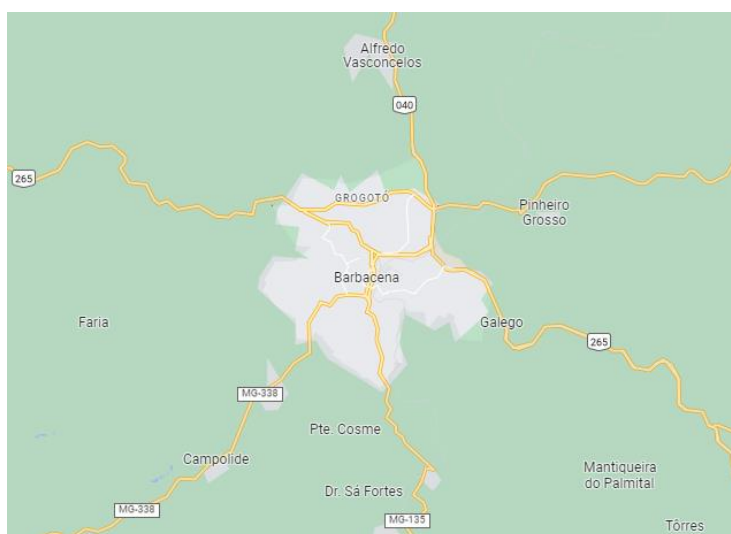 Alfredo
Vasconcelos
040
265
GROGOTÓ
Pinheiro
Grosso
Barbacena
Faria
Galego
265
MG-338
Pte. Cosme
Campolide
Mantiqueira
do Palmital
Dr. Sá Fortes
MG-338
MG-135
Tôrres